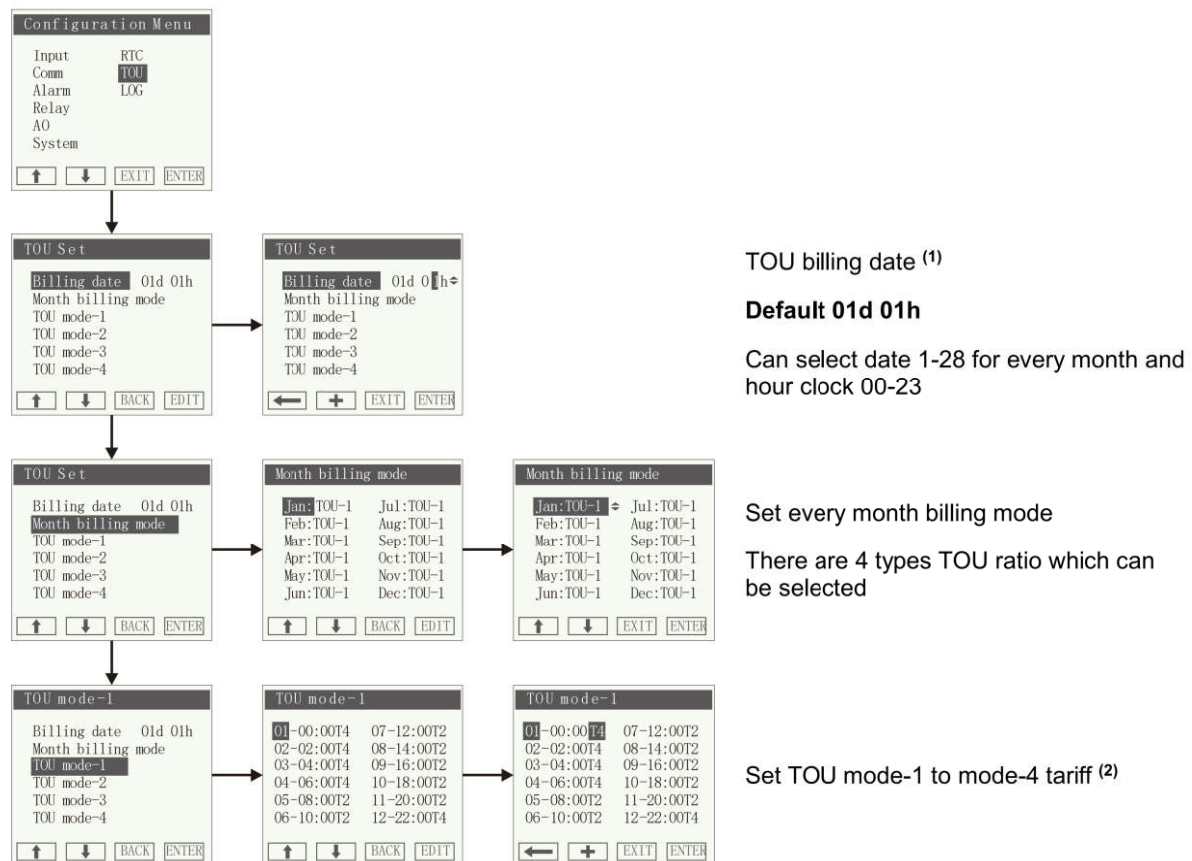 Configuration Menu
Input RTC
Comm TOU
Alarm LOG
Relay
AO
System
EXIT ENTER
TOU Set
Billing date 01d 01h
Month billing mode
TOU mode-1
TOU mode-2
TOU mode-3
TOU mode-4
BACK EDIT
TOU Set
Billing date 01d 01h
Month billing mode
TOU mode-1
TOU mode-2
TOU mode-3
TOU mode-4
EXIT ENTER
TOU billing date (1)
Default 01d 01h
Can select date 1-28 for every month and
hour clock 00-23
TOU Set
Billing date 01d 01h
Month billing mode
TOU mode-1
TOU mode-2
TOU mode-3
TOU mode-4
BACK ENTER
Month billing mode
Jan:TOU-1 Jul:TOU-1
Feb:TOU-1 Aug:TOU-1
Mar:TOU-1 Sep:TOU-1
Apr:TOU-1 Oct:TOU-1
May:TOU-1 Nov:TOU-1
Jun:TOU-1 Dec:TOU-1
BACK EDIT
Month billing mode
Jan:TOU-1 Jul:TOU-1
Feb:TOU-1 Aug:TOU-1
Mar:TOU-1 Sep:TOU-1
Apr:TOU-1 Oct:TOU-1
May:TOU-1 Nov:TOU-1
Jun:TOU-1 Dec:TOU-1
EXIT ENTER
Set every month billing mode
There are 4 types TOU ratio which can
be selected
TOU mode-1
Billing date 01d 01h
Month billing mode
TOU mode-1
TOU mode-2
TOU mode-3
TOU mode-4
BACK ENTER
TOU mode-1
01-00:00T4 07-12:00T2
02-02:00T4 08-14:00T2
03-04:00T4 09-16:00T2
04-06:00T4 10-18:00T2
05-08:00T2 11-20:00T2
06-10:00T2 12-22:00T4
BACK EDIT
TOU mode-1
01-00:00T4 07-12:00T2
02-02:00T4 08-14:00T2
03-04:00T4 09-16:00T2
04-06:00T4 10-18:00T2
05-08:00T2 11-20:00T2
06-10:00T2 12-22:00T4
EXIT ENTER
Set TOU mode-1 to mode-4 tariff (2)